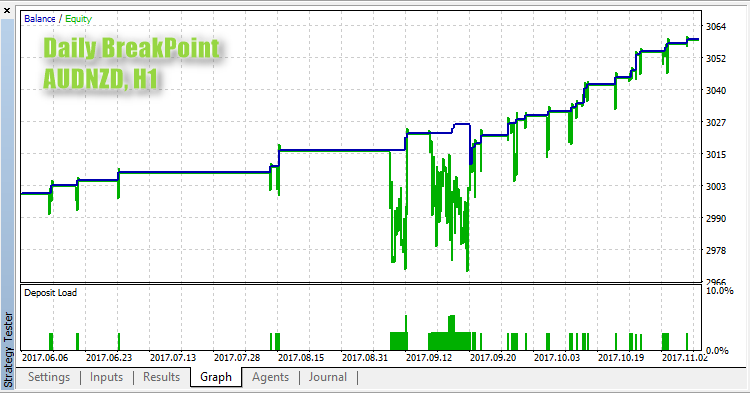 Balance / Equity
Daily BreakPoint
AUDNZD, H1
3064
3052
3040
3027
3015
3003
2990
2978
2966
Deposit Load
10.0%
0.0%
2017.06.06 2017.06.23 2017.07.13 2017.07.28 2017.08.15 2017.08.31 2017.09.12 2017.09.20 2017.10.03 2017.10.19 2017.11.02
Strategy Tester
Settings Inputs Results Graph Agents Journal